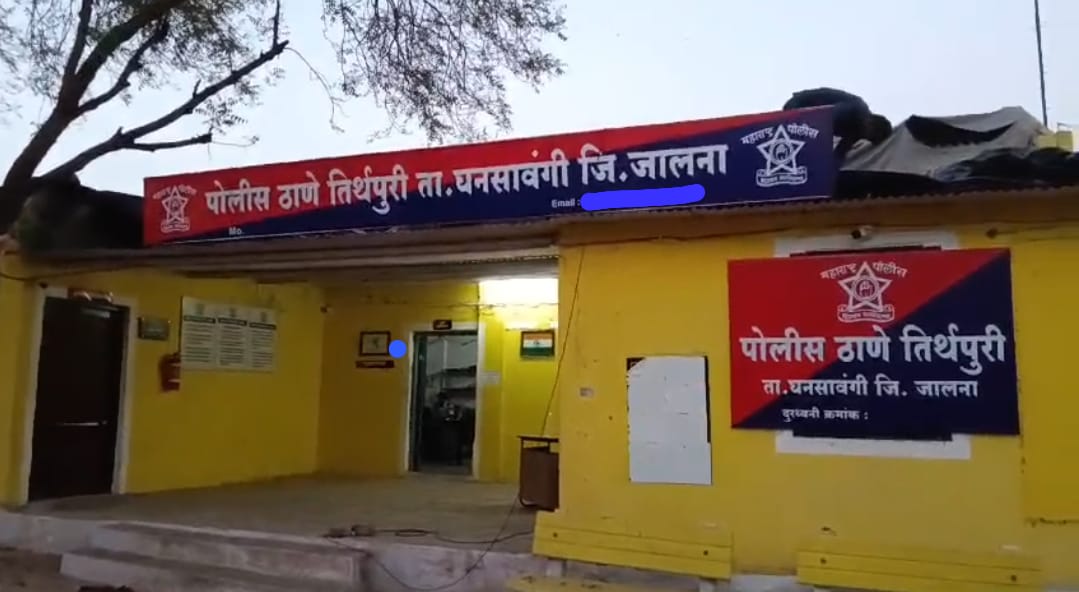 महाराष्ट्र पोलीस
पोलीस ठाणे तिर्थपुरी ता.घनसावंगी जि.जालना
Mo.
Email :
महाराष्ट्र पोलीस
पोलीस ठाणे तिर्थपुरी
ता.घनसावंगी जि. जालना
दुरध्वनी क्रमांक :